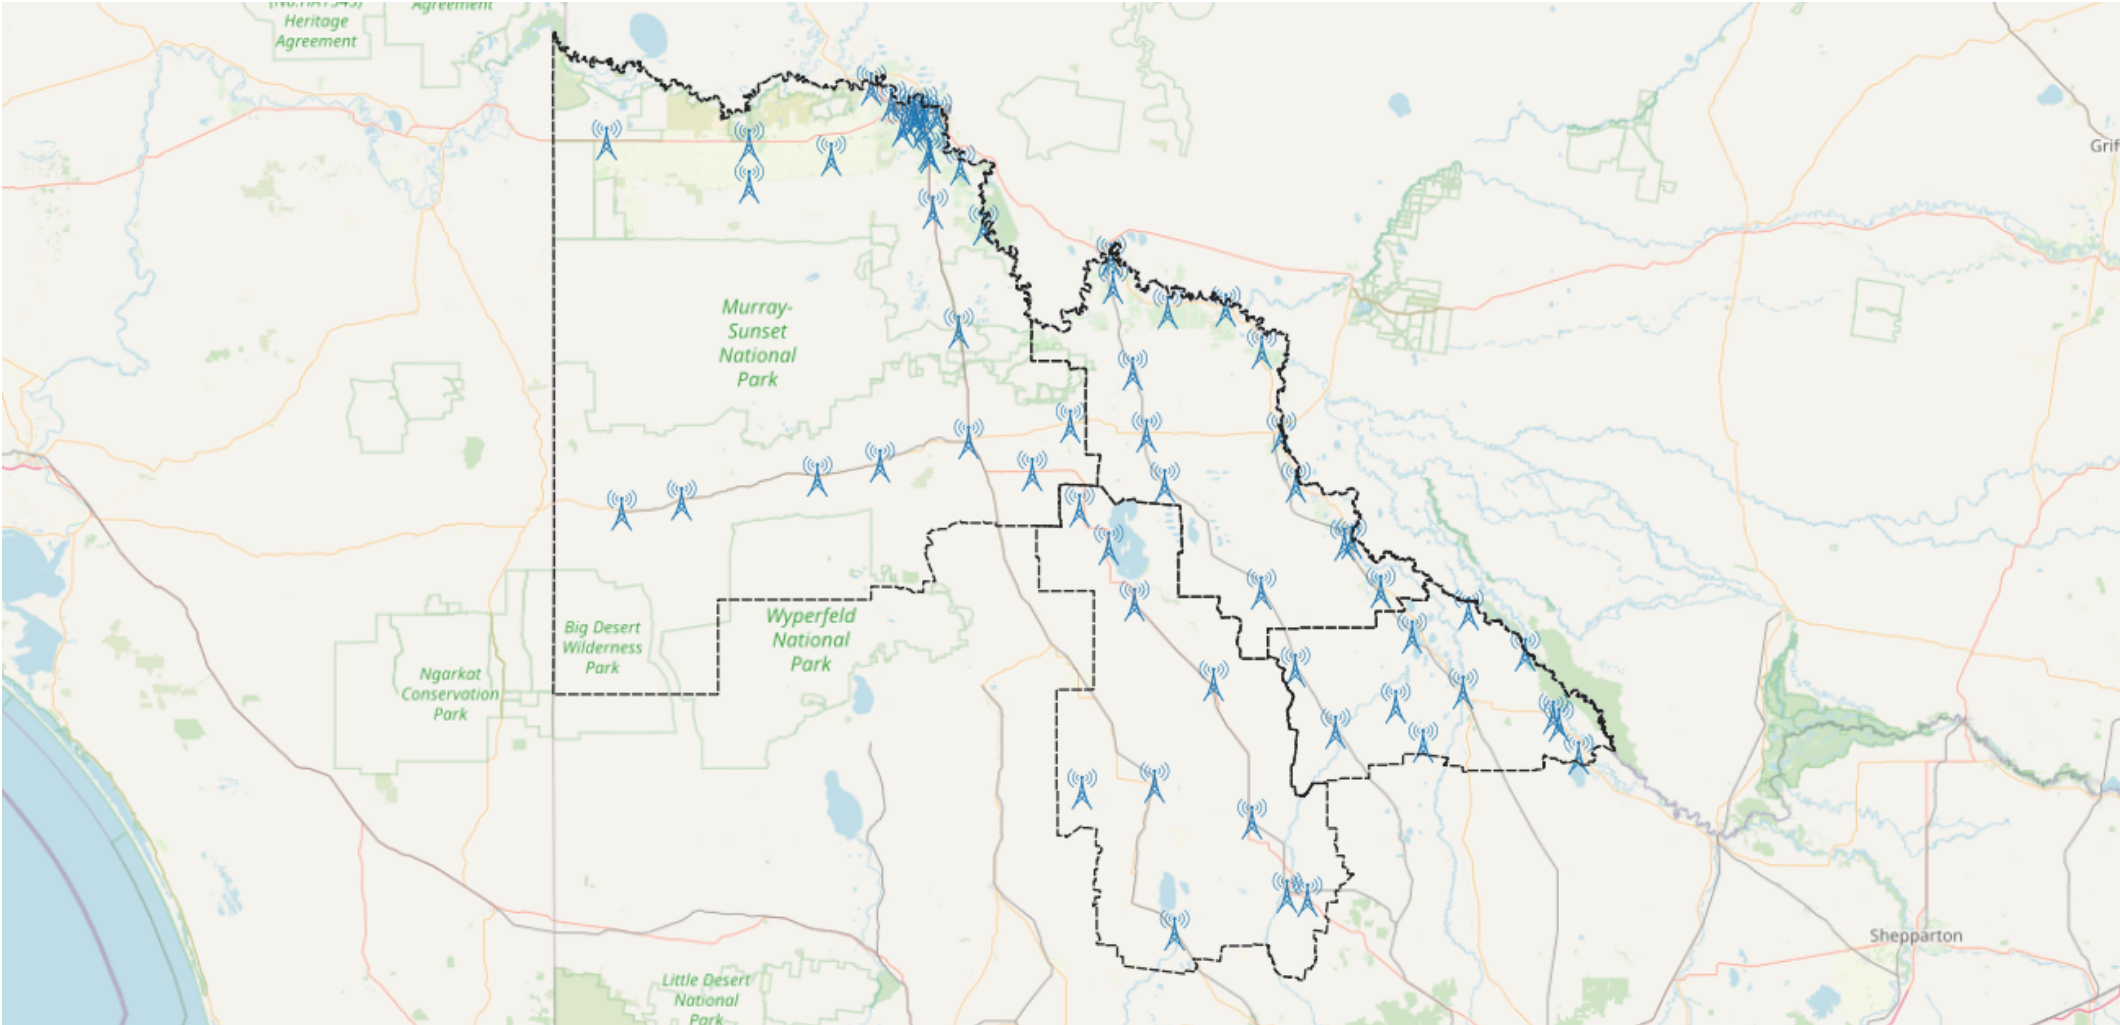 Heritage
Agreement
Agreement
Grif
Murray-
Sunset
National
Park
Big Desert
Wilderness
Park
Wyperfeld
National
Park
Ngarkat
Conservation
Park
Shepparton
Little Desert
National
Park